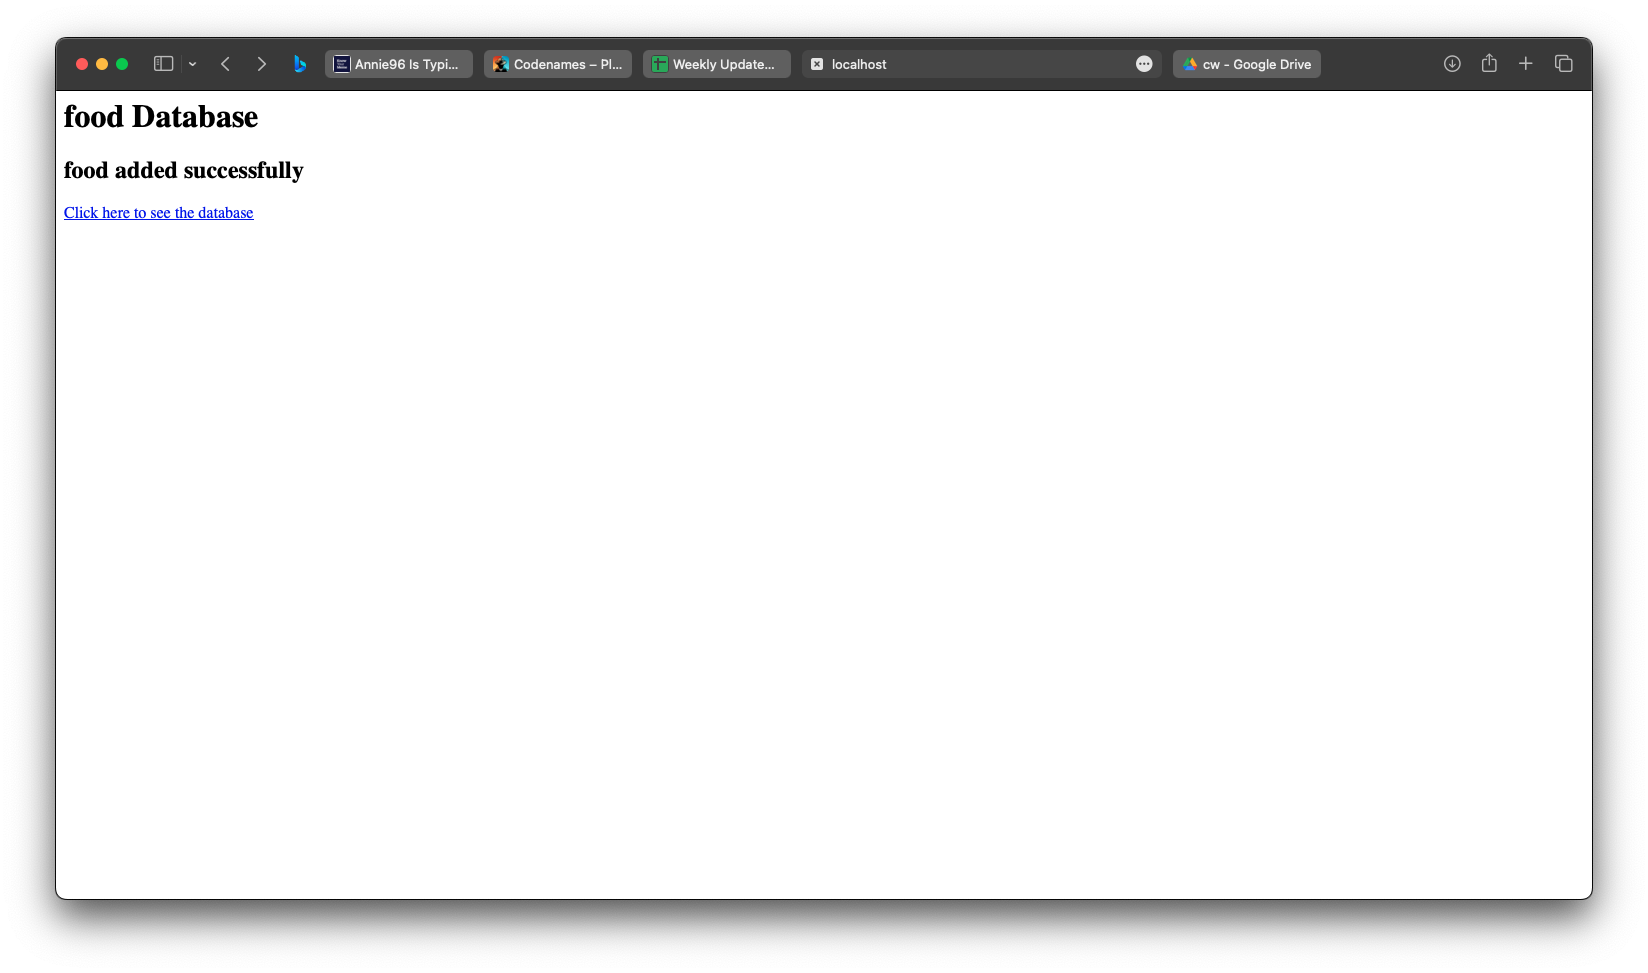 Annie96 Is Typi...
Codenames – Pl...
Weekly Update...
localhost
cw - Google Drive
food Database
food added successfully
Click here to see the database